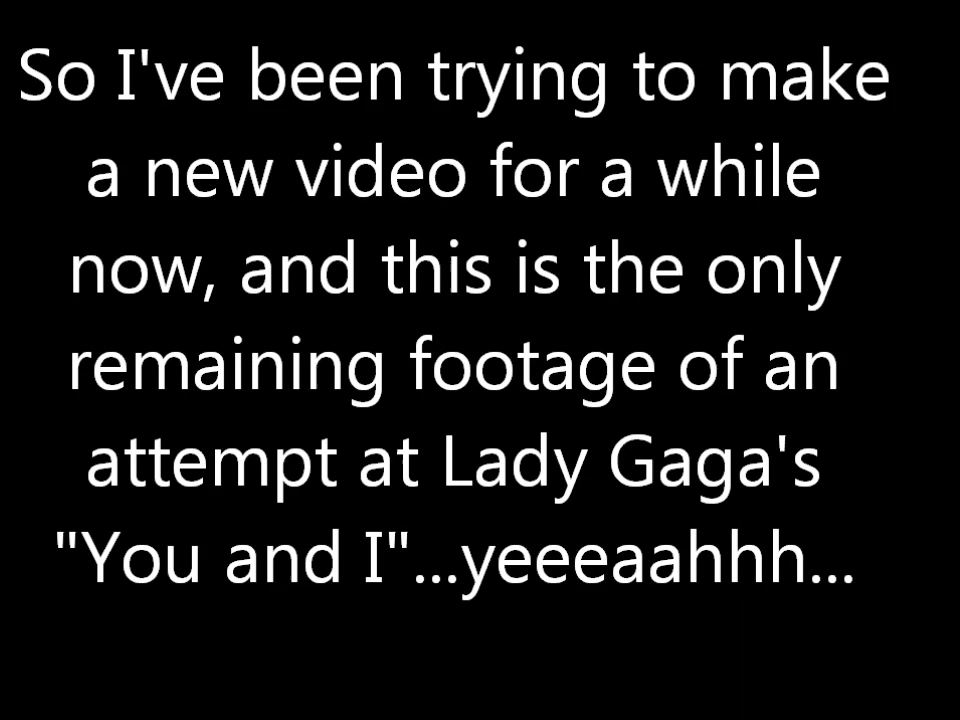 So I've been trying to make
a new video for a while
now, and this is the only
remaining footage of an
attempt at Lady Gaga's
"You and I"...yeeeaahhh...